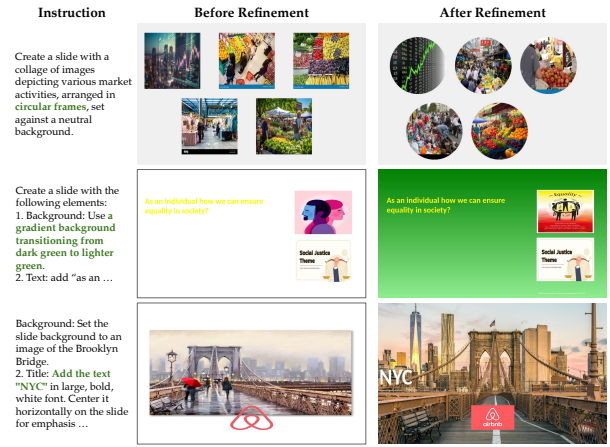 Instruction
Before Refinement
After Refinement
Create a slide with a
collage of images
depicting various market
activities, arranged in
circular frames, set
against a neutral
background.
Create a slide with the
following elements:
1. Background: Use a
gradient background
transitioning from
dark green to lighter
green.
2. Text: add “as an …
As an individual how we can ensure
equality in society?
Social Justice
Theme
As an individual how we can ensure
equality in society?
Equality
Social Justice
Theme
Background: Set the
slide background to an
image of the Brooklyn
Bridge.
2. Title: Add the text
"NYC" in large, bold,
white font. Center it
horizontally on the slide
for emphasis …
NYC
airbnb